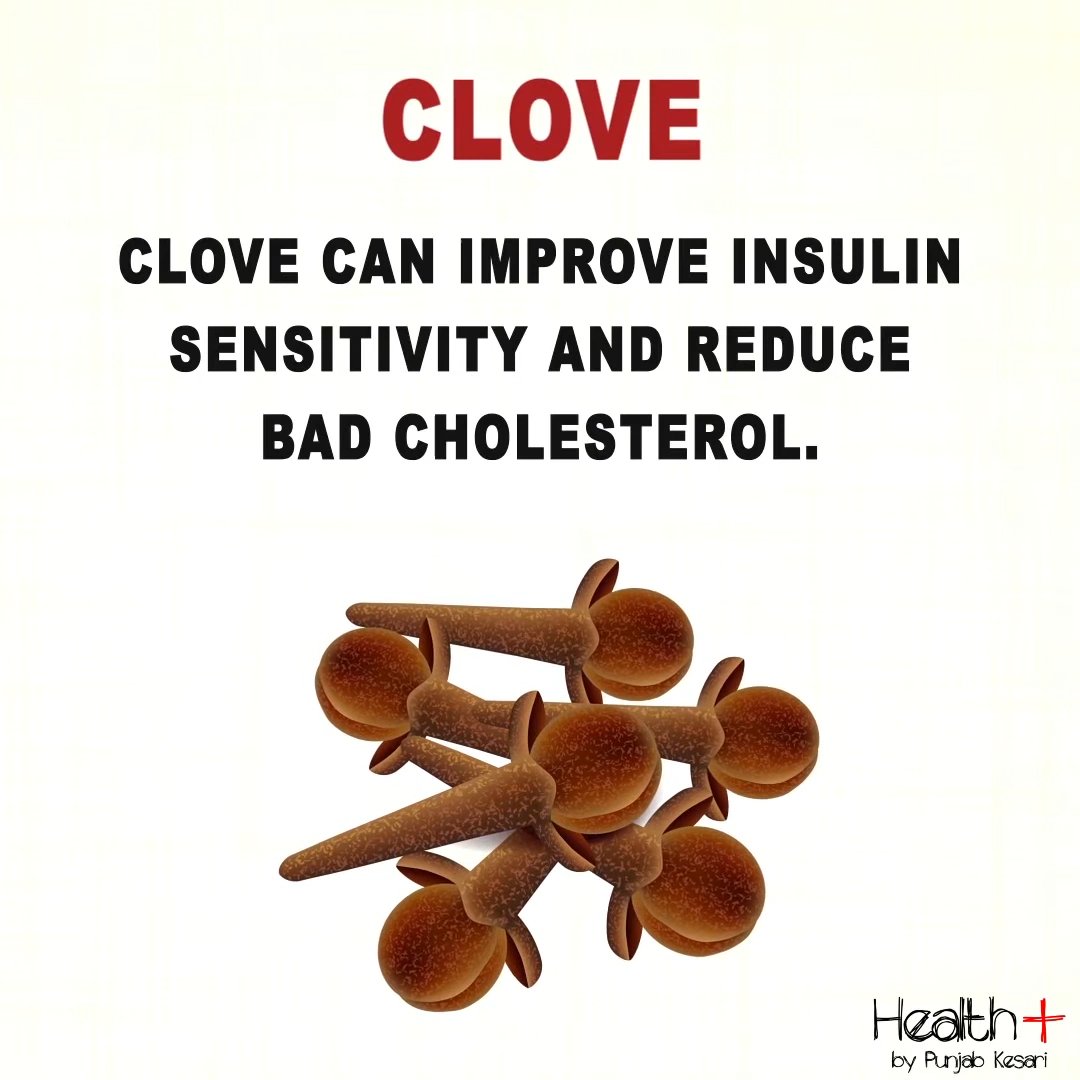 CLOVE
CLOVE CAN IMPROVE INSULIN
SENSITIVITY AND REDUCE
BAD CHOLESTEROL.
Health+
by Punjab Kesari